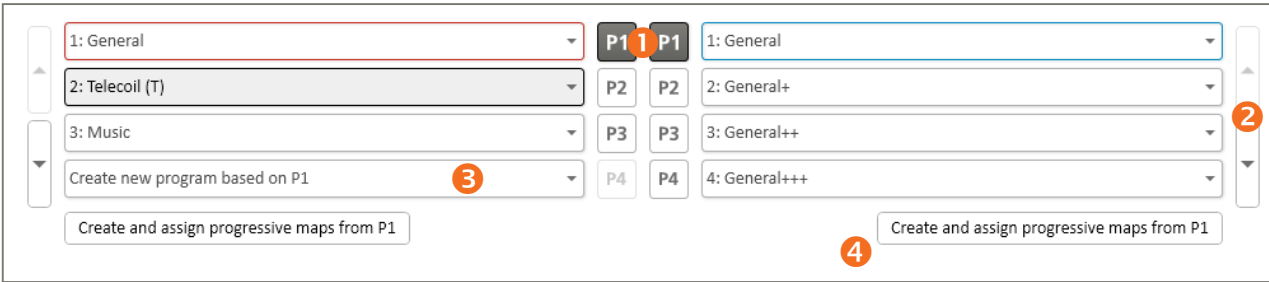 1: General P1 1 P1 1: General
2: Telecoil (T) P2 P2 2: General+
2
3: Music P3 P3 3: General++
Create new program based on P1 3 P4 P4 4: General+++
Create and assign progressive maps from P1 Create and assign progressive maps from P1
4